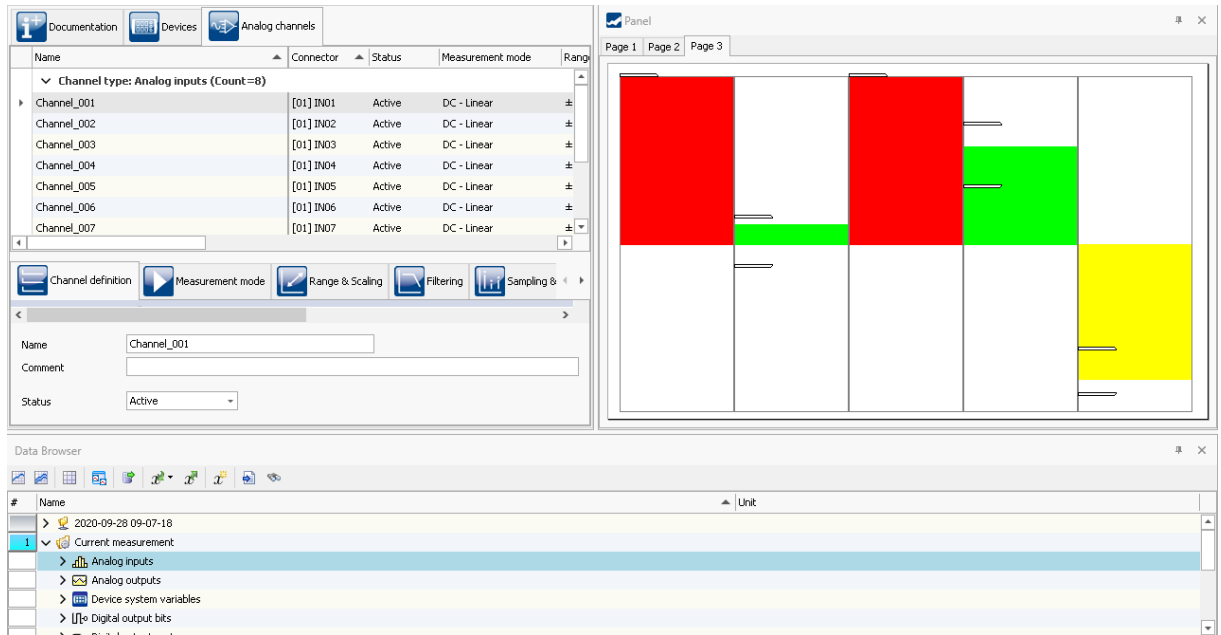 Documentation Devices Analog channels
Name Connector Status Measurement mode
Channel type: Analog inputs (Count=8)
Channel_001 [01] IN01 Active DC - Linear ±
Channel_002 [01] IN02 Active DC - Linear ±
Channel_003 [01] IN03 Active DC - Linear ±
Channel_004 [01] IN04 Active DC - Linear ±
Channel_005 [01] IN05 Active DC - Linear ±
Channel_006 [01] IN06 Active DC - Linear ±
Channel_007 [01] IN07 Active DC - Linear ±
Channel definition Measurement mode Range & Scaling Filtering Sampling &
Name Channel_001
Comment
Status Active
Panel
Page 1 Page 2 Page 3
Data Browser
# Name Unit
2020-09-28 09-07-18
1 Current measurement
Analog inputs
Analog outputs
Device system variables
Digital output bits